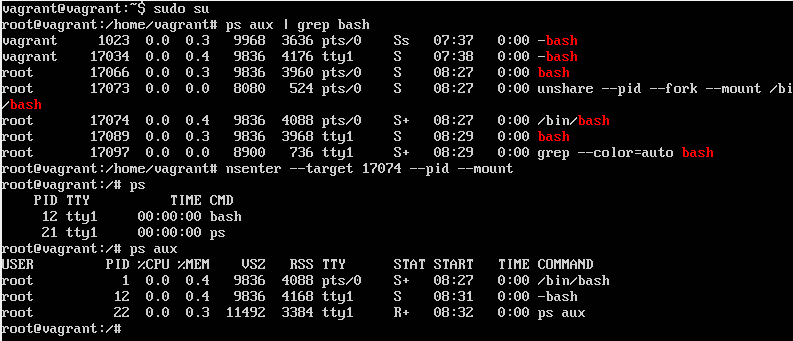 vagrant@vagrant:~$ sudo su
root@vagrant:/home/vagrant# ps aux | grep bash
vagrant     1023  0.0  0.3   9968  3636 pts/0    Ss   07:37   0:00 -bash
vagrant    17034  0.0  0.4   9836  4176 tty1     S    07:38   0:00 -bash
root       17066  0.0  0.3   9836  3960 pts/0    S    08:27   0:00 bash
root       17073  0.0  0.0   8080   524 pts/0    S    08:27   0:00 unshare --pid --fork --mount /bi
/bash
root       17074  0.0  0.4   9836  4088 pts/0    S+   08:27   0:00 /bin/bash
root       17089  0.0  0.3   9836  3968 tty1     S    08:29   0:00 bash
root       17097  0.0  0.0   8900   736 tty1     S+   08:29   0:00 grep --color=auto bash
root@vagrant:/home/vagrant# nsenter --target 17074 --pid --mount
root@vagrant:/# ps
    PID TTY          TIME CMD
     12 tty1     00:00:00 bash
     21 tty1     00:00:00 ps
root@vagrant:/# ps aux
USER         PID %CPU %MEM    VSZ   RSS TTY      STAT START   TIME COMMAND
root           1  0.0  0.4   9836  4088 pts/0    S+   08:27   0:00 /bin/bash
root          12  0.0  0.4   9836  4168 tty1     S    08:31   0:00 -bash
root          22  0.0  0.3  11492  3384 tty1     R+   08:32   0:00 ps aux
root@vagrant:/#